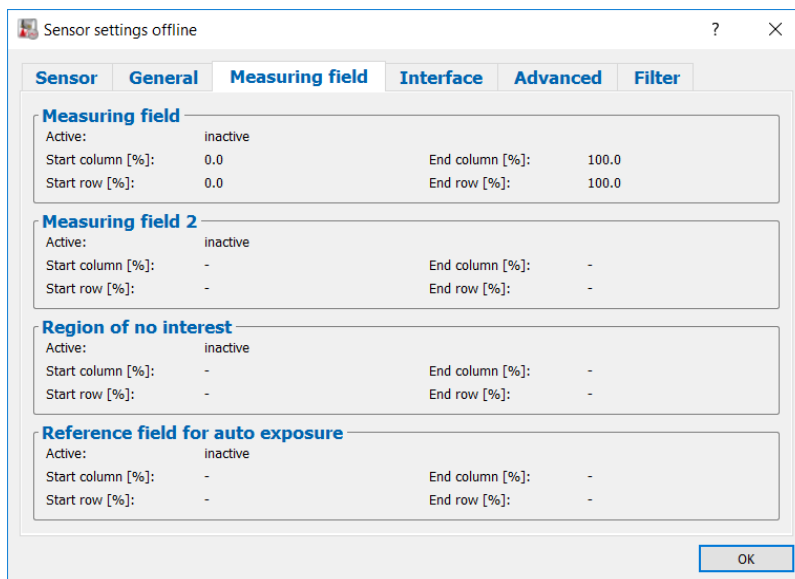 Sensor settings offline ? ×
Sensor General Measuring field Interface Advanced Filter
Measuring field
Active: inactive
Start column [%]: 0.0 End column [%]: 100.0
Start row [%]: 0.0 End row [%]: 100.0
Measuring field 2
Active: inactive
Start column [%]: - End column [%]: -
Start row [%]: - End row [%]: -
Region of no interest
Active: inactive
Start column [%]: - End column [%]: -
Start row [%]: - End row [%]: -
Reference field for auto exposure
Active: inactive
Start column [%]: - End column [%]: -
Start row [%]: - End row [%]: -
OK